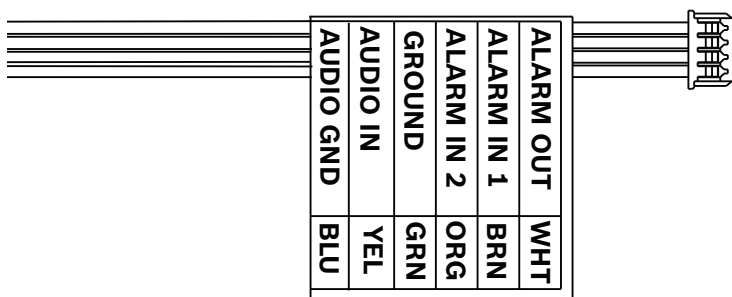 ALARM OUT WHT
ALARM IN 1 BRN
ALARM IN 2 ORG
GROUND GRN
AUDIO IN YEL
AUDIO GND BLU